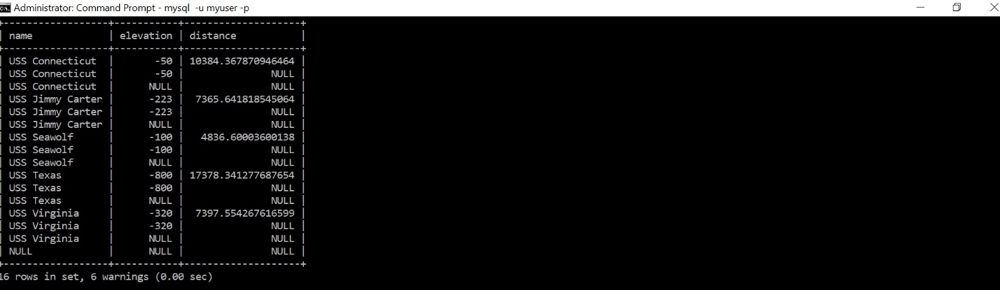 Administrator: Command Prompt - mysql  -u myuser -p
+-------------------+-----------+--------------------+
| name              | elevation | distance           |
+-------------------+-----------+--------------------+
| USS Connecticut   |       -50 | 10384.367870946464 |
| USS Connecticut   |       -50 |               NULL |
| USS Connecticut   |      NULL |               NULL |
| USS Jimmy Carter  |      -223 |  7365.641818545064 |
| USS Jimmy Carter  |      -223 |               NULL |
| USS Jimmy Carter  |      NULL |               NULL |
| USS Seawolf       |      -100 |   4836.60003600138 |
| USS Seawolf       |      -100 |               NULL |
| USS Seawolf       |      NULL |               NULL |
| USS Texas         |      -800 | 17378.341277687654 |
| USS Texas         |      -800 |               NULL |
| USS Texas         |      NULL |               NULL |
| USS Virginia      |      -320 |  7397.554267616599 |
| USS Virginia      |      -320 |               NULL |
| USS Virginia      |      NULL |               NULL |
| NULL              |      NULL |               NULL |
+-------------------+-----------+--------------------+
16 rows in set, 6 warnings (0.00 sec)